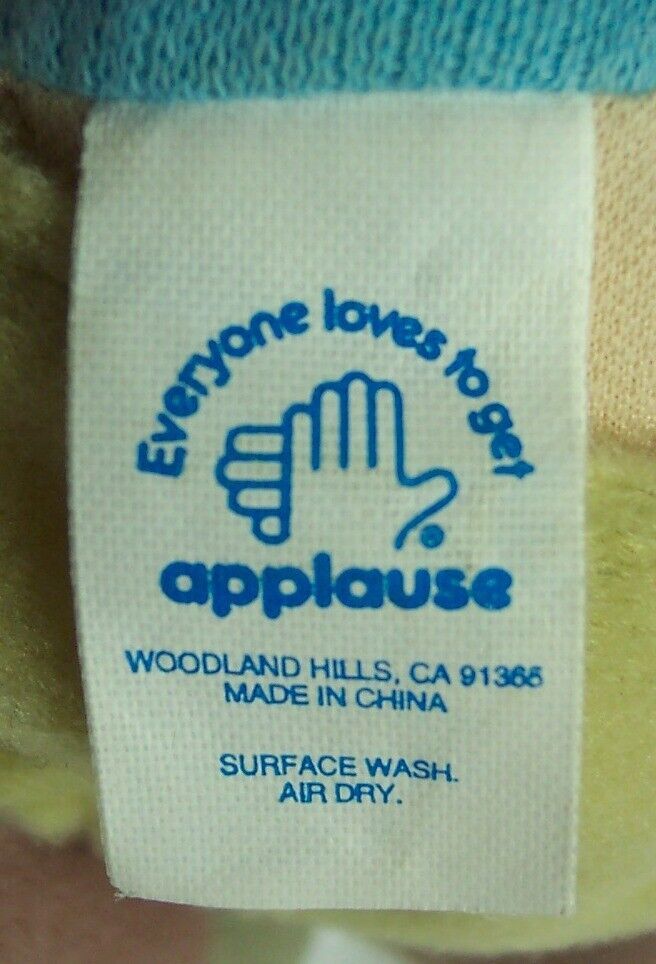 Everyone loves to get
®
applause
WOODLAND HILLS, CA 91365
MADE IN CHINA
SURFACE WASH.
AIR DRY.